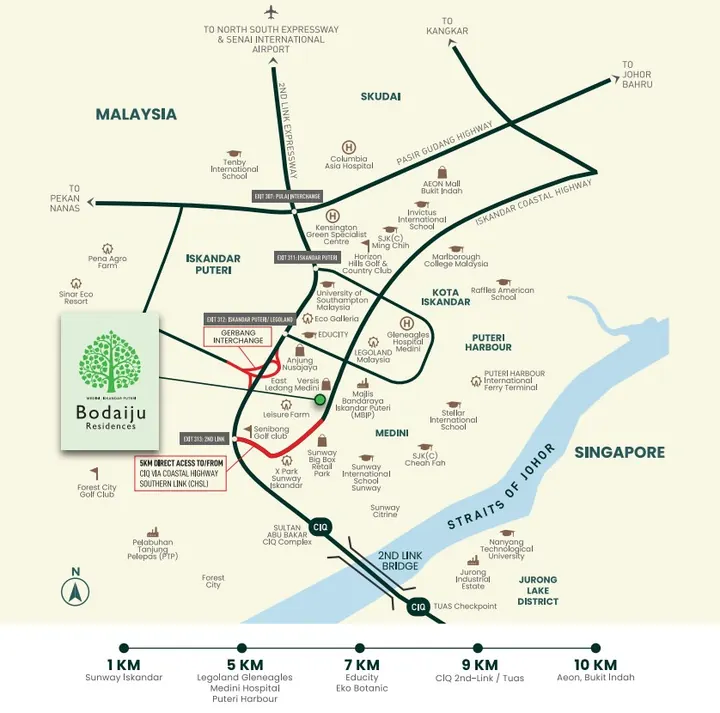 TO NORTH SOUTH EXPRESSWAY
& SENAI INTERNATIONAL
AIRPORT
TO
KANGKAR
TO
JOHOR
BAHRU
MALAYSIA
SKUDAI
2ND LINK EXPRESSWAY
PASIR GUDANG HIGHWAY
Columbia
Asia Hospital
Tenby
International
School
AEON Mall
Bukit Indah
TO
PEKAN
NANAS
EXIT 307: PULAI INTERCHANGE
ISKANDAR COASTAL HIGHWAY
Invictus
International
School
Kensington
Green Specialist
Centre
SJK(C)
Ming Chih
Horizon
Hills Golf &
Country Club
Marlborough
College Malaysia
Pena Agro
Farm
ISKANDAR
PUTERI
EXIT 311: ISKANDAR PUTERI
Sinar Eco
Resort
University of
Southampton
Malaysia
KOTA
ISKANDAR
Raffles American
School
EXIT 312: ISKANDAR PUTERI/ LEGOLAND
Eco Galleria
EDUCITY
Gleneagles
Hospital
Medini
GERBANG
INTERCHANGE
Anjung
Nusajaya
LEGOLAND
Malaysia
PUTERI
HARBOUR
PUTERI HARBOUR
International
Ferry Terminal
East
Ledang
Versis
Medini
Majlis
Bandaraya
Iskandar Puteri
(MBIP)
Bodaiju
Residences
Leisure Farm
Stellar
International
School
Senibong
Golf club
EXIT 313: 2ND LINK
MEDINI
SJK(C)
Cheah Fah
SINGAPORE
5KM DIRECT ACESS TO/FROM
CIQ VIA COASTAL HIGHWAY
SOUTHERN LINK (CHSL)
X Park
Sunway
Iskandar
Sunway
Big Box
Retail
Park
Sunway
International
School
Sunway
Forest City
Golf Club
Sunway
Citrine
STRAITS OF JOHOR
SULTAN
ABU BAKAR
CIQ Complex
CIQ
Pelabuhan
Tanjung
Pelepas (PTP)
2ND LINK
BRIDGE
Nanyang
Technological
University
Jurong
Industrial
Estate
JURONG
LAKE
DISTRICT
N
Forest
City
CIQ
TUAS Checkpoint
1 KM
Sunway Iskandar
5 KM
Legoland Gleneagles
Medini Hospital
Puteri Harbour
7 KM
Educity
Eko Botanic
9 KM
CIQ 2nd-Link / Tuas
10 KM
Aeon, Bukit Indah